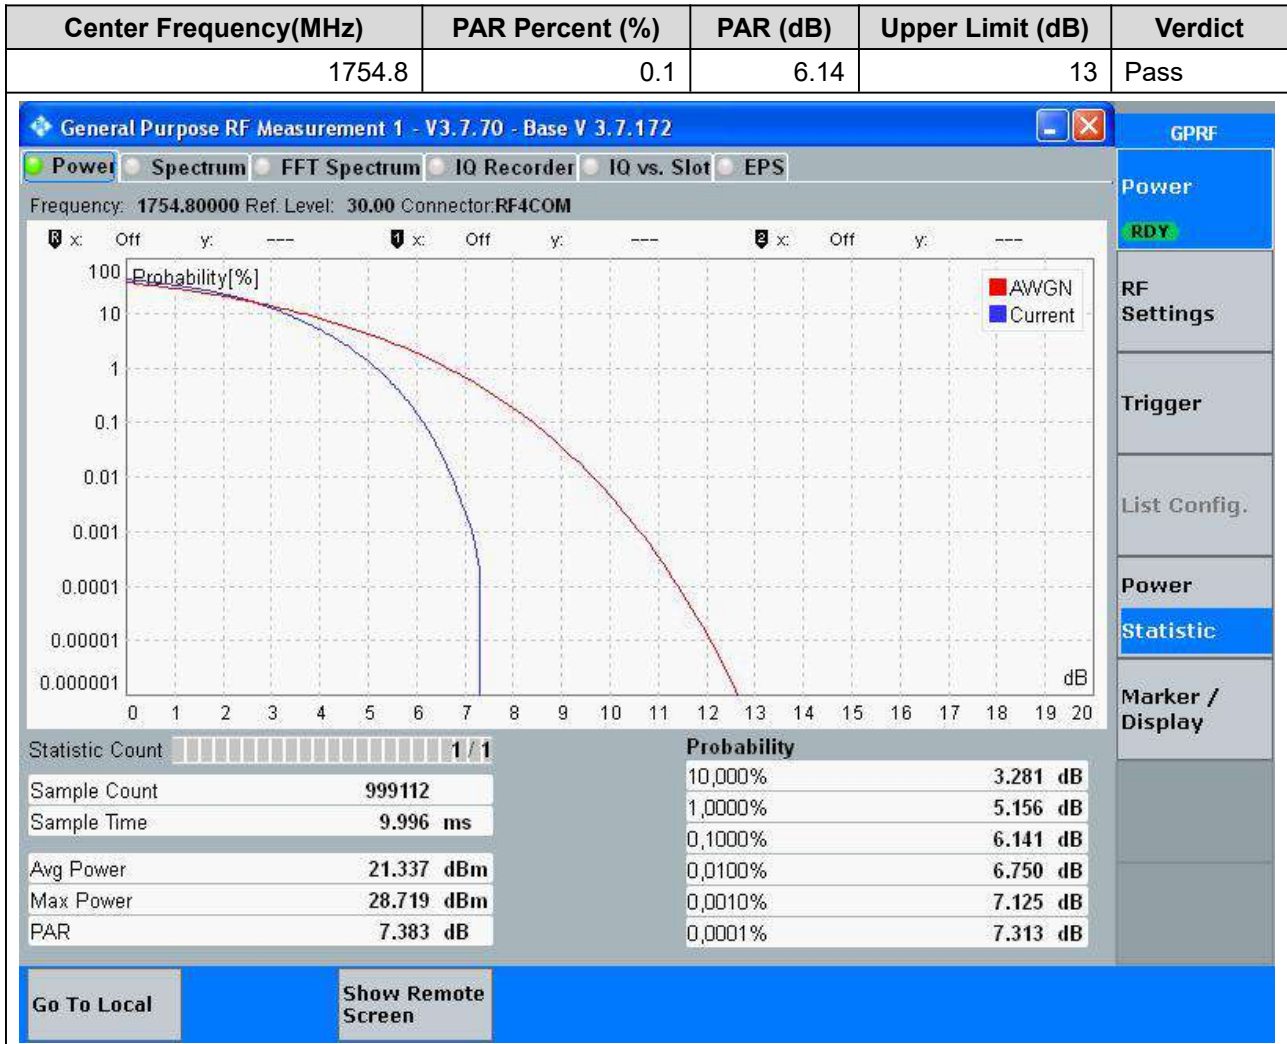 Center Frequency(MHz) PAR Percent (%) PAR (dB) Upper Limit (dB) Verdict
1754.8 0.1 6.14 13 Pass
General Purpose RF Measurement 1 - V3.7.70 - Base V 3.7.172
GPRF
Power Spectrum FFT Spectrum IQ Recorder IQ vs. Slot EPS
Frequency: 1754.80000 Ref. Level: 30.00 Connector:RF4COM
R x: Off y: --- 1 x: Off y: --- 2 x: Off y: ---
Probability[%]
AWGN
Current
100
10
1
0.1
0.01
0.001
0.0001
0.00001
0.000001
dB
0 1 2 3 4 5 6 7 8 9 10 11 12 13 14 15 16 17 18 19 20
Statistic Count 1 / 1
Sample Count 999112
Sample Time 9.996 ms
Avg Power 21.337 dBm
Max Power 28.719 dBm
PAR 7.383 dB
Probability
10,000% 3.281 dB
1,0000% 5.156 dB
0,1000% 6.141 dB
0,0100% 6.750 dB
0,0010% 7.125 dB
0,0001% 7.313 dB
Power
RDY
RF
Settings
Trigger
List Config.
Power
Statistic
Marker /
Display
Go To Local
Show Remote
Screen